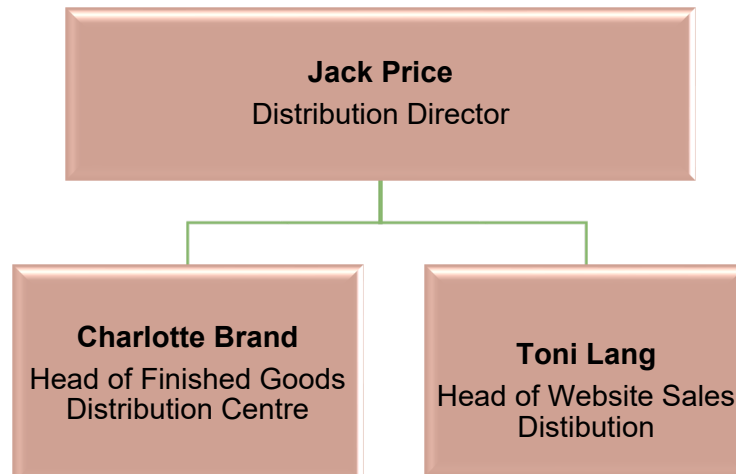 Jack Price
Distribution Director
Charlotte Brand
Head of Finished Goods
Distribution Centre
Toni Lang
Head of Website Sales
Distibution